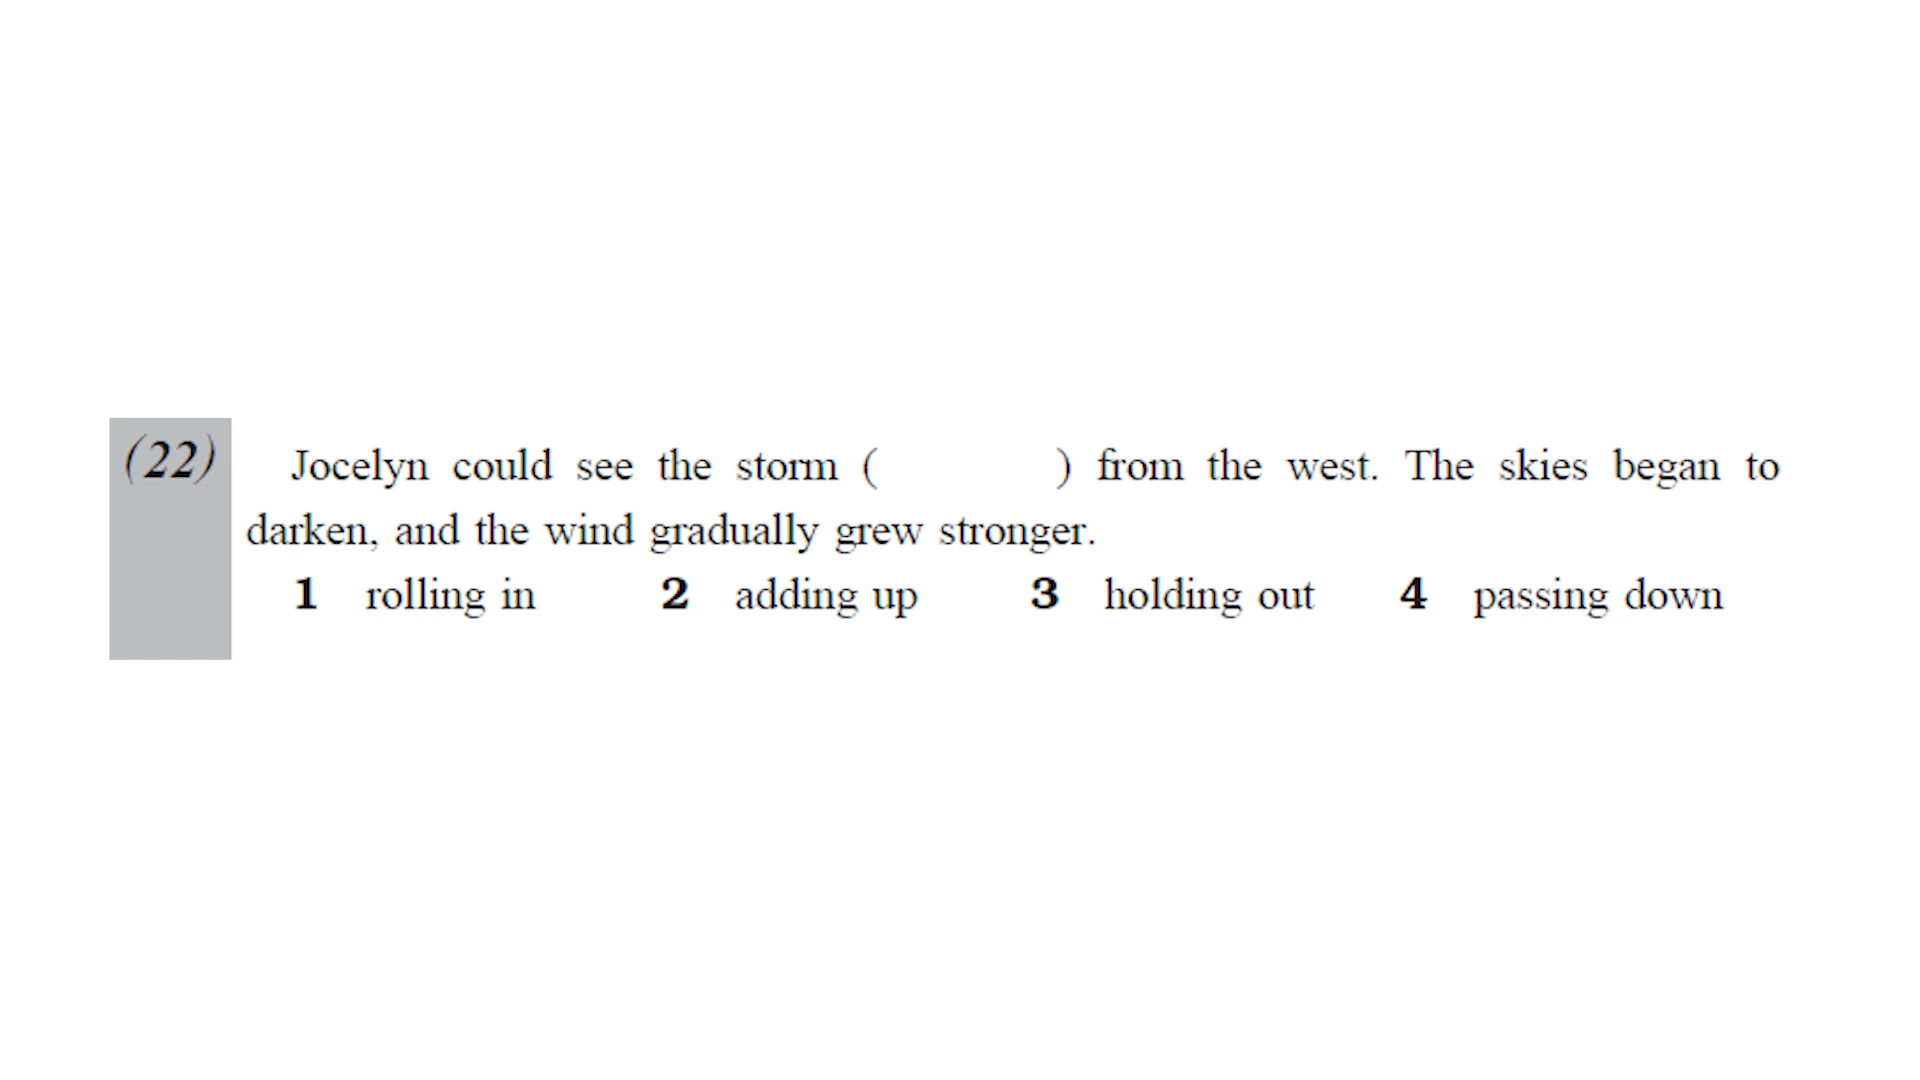 (22) Jocelyn could see the storm (          ) from the west. The skies began to
darken, and the wind gradually grew stronger.
1 rolling in 2 adding up 3 holding out 4 passing down